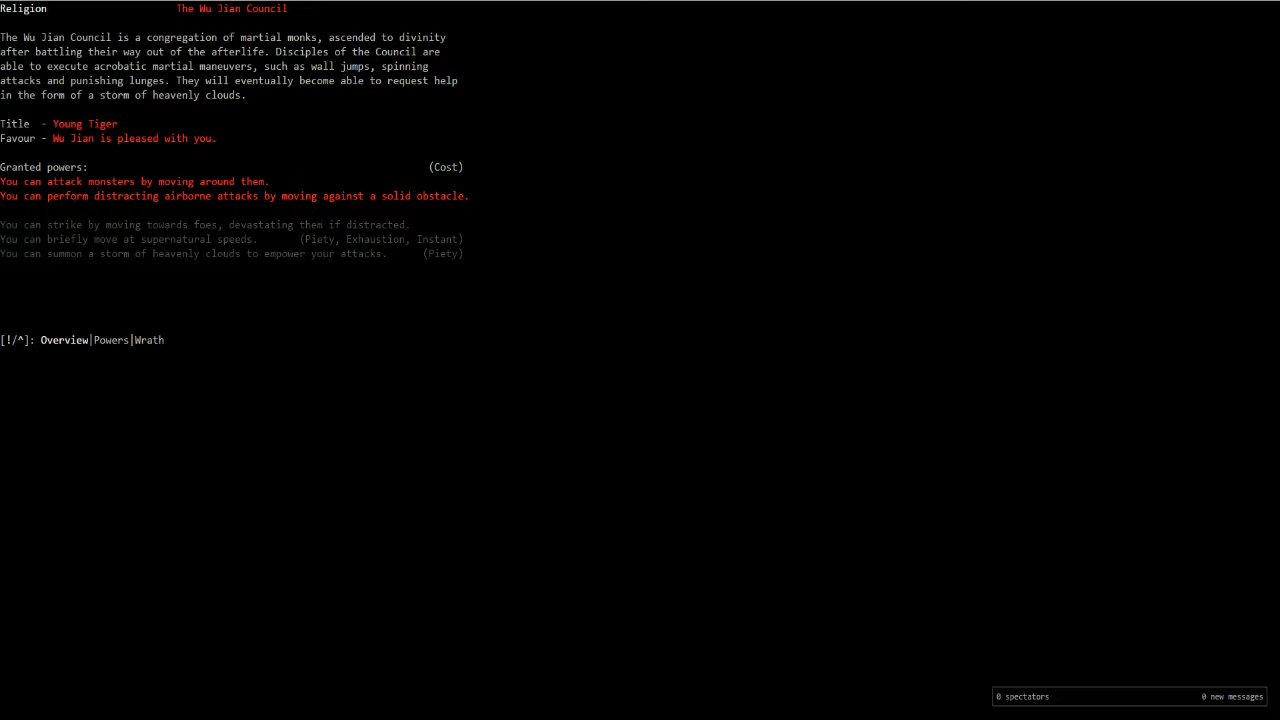 Religion The Wu Jian Council
The Wu Jian Council is a congregation of martial monks, ascended to divinity
after battling their way out of the afterlife. Disciples of the Council are
able to execute acrobatic martial maneuvers, such as wall jumps, spinning
attacks and punishing lunges. They will eventually become able to request help
in the form of a storm of heavenly clouds.
Title - Young Tiger
Favour - Wu Jian is pleased with you.
Granted powers: (Cost)
You can attack monsters by moving around them.
You can perform distracting airborne attacks by moving against a solid obstacle.
You can strike by moving towards foes, devastating them if distracted.
You can briefly move at supernatural speeds. (Piety, Exhaustion, Instant)
You can summon a storm of heavenly clouds to empower your attacks. (Piety)
[!/^]: Overview|Powers|Wrath
0 spectators 0 new messages